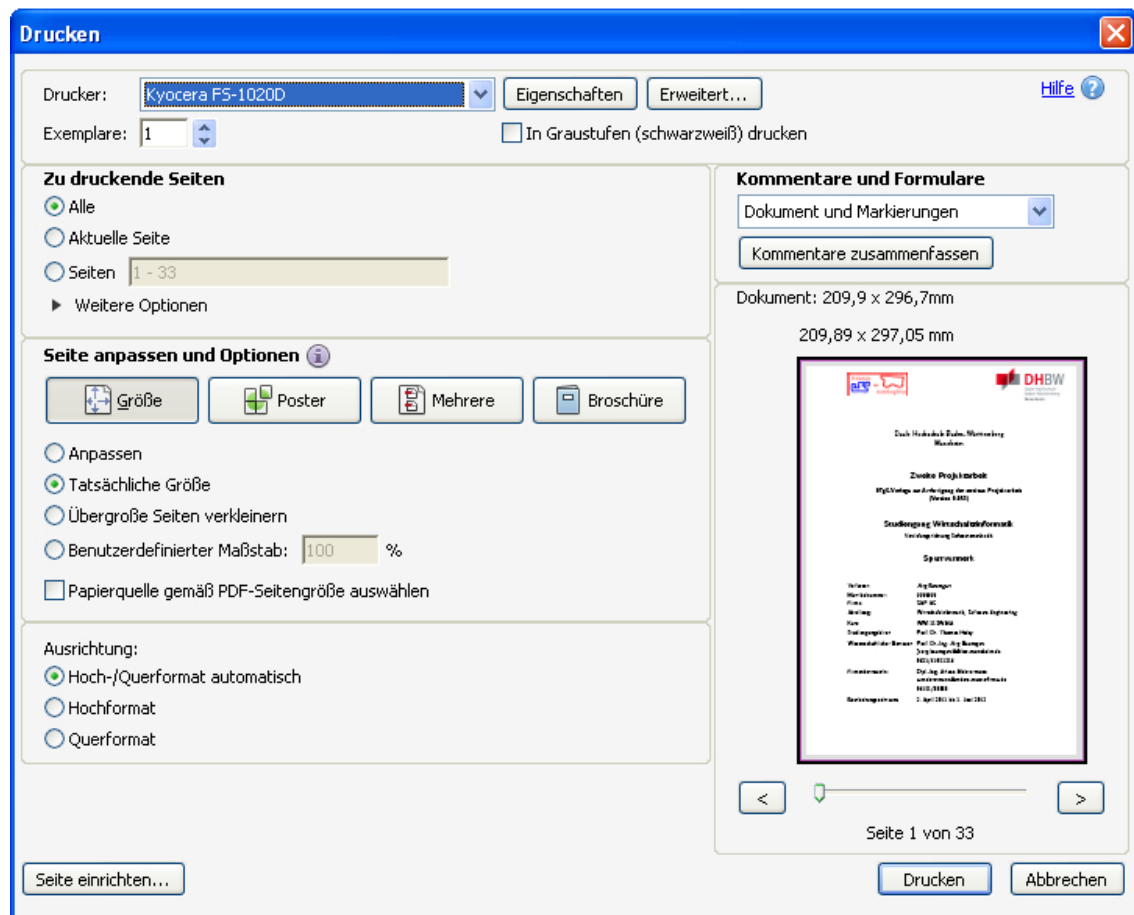 Drucken
Drucker: Kyocera FS-1020D Eigenschaften Erweitert... Hilfe
Exemplare: 1 In Graustufen (schwarzweiß) drucken
Zu druckende Seiten
Alle
Aktuelle Seite
Seiten 1 - 33
Weitere Optionen
Seite anpassen und Optionen
Größe Poster Mehrere Broschüre
Anpassen
Tatsächliche Größe
Übergroße Seiten verkleinern
Benutzerdefinierter Maßstab: 100 %
Papierquelle gemäß PDF-Seitengröße auswählen
Ausrichtung:
Hoch-/Querformat automatisch
Hochformat
Querformat
Kommentare und Formulare
Dokument und Markierungen
Kommentare zusammenfassen
Dokument: 209,9 x 296,7mm
209,89 x 297,05 mm
DHBW
Zweite Projektarbeit
Studiengang Wirtschaftsinformatik
Sperrvermerk
< >
Seite 1 von 33
Seite einrichten... Drucken Abbrechen